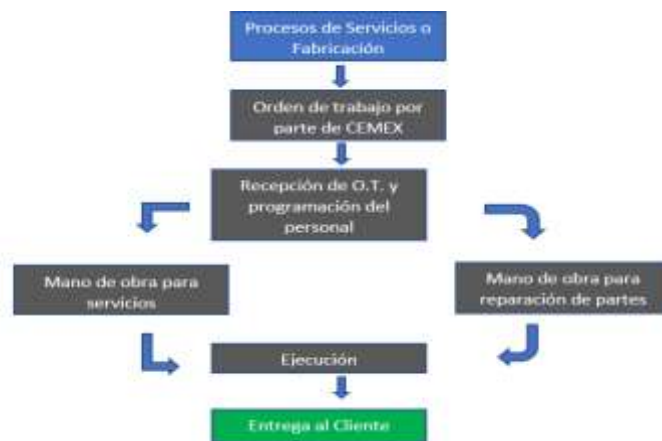 Procesos de Servicios o
Fabricación
Orden de trabajo por
parte de CEMEX
Recepción de O.T. y
programación del
personal
Mano de obra para
servicios
Mano de obra para
reparación de partes
Ejecución
Entrega al Cliente